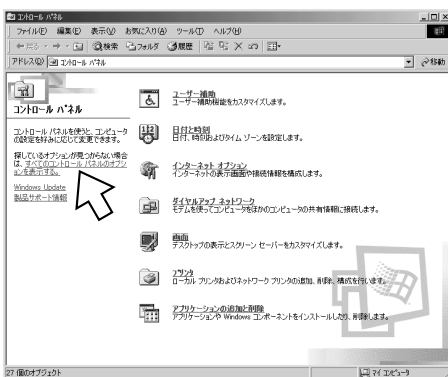 コントロール パネル
ファイル(F) 編集(E) 表示(V) お気に入り(A) ツール(T) ヘルプ(H)
戻る 検索 フォルダ 履歴
アドレス(D) コントロール パネル 移動
コントロール パネル
コントロール パネルを使うと、コンピュータ
の設定を好みに応じて変更できます。
探しているオプションが見つからない場合
は、すべてのコントロール パネルのオプシ
ョンを表示する。
Windows Update
製品サポート情報
ユーザー補助
ユーザー補助機能をカスタマイズします。
日付と時刻
日付、時刻およびタイム ゾーンを設定します。
インターネット オプション
インターネットの表示画面や接続情報を構成します。
ダイヤルアップ ネットワーク
モデムを使ってコンピュータをほかのコンピュータの共有情報に接続します。
画面
デスクトップの表示とスクリーン セーバーをカスタマイズします。
プリンタ
ローカル プリンタおよびネットワーク プリンタの追加、削除、構成を行います。
アプリケーションの追加と削除
アプリケーションや Windows コンポーネントをインストールしたり、削除します。
27 個のオブジェクト マイ コンピュータ